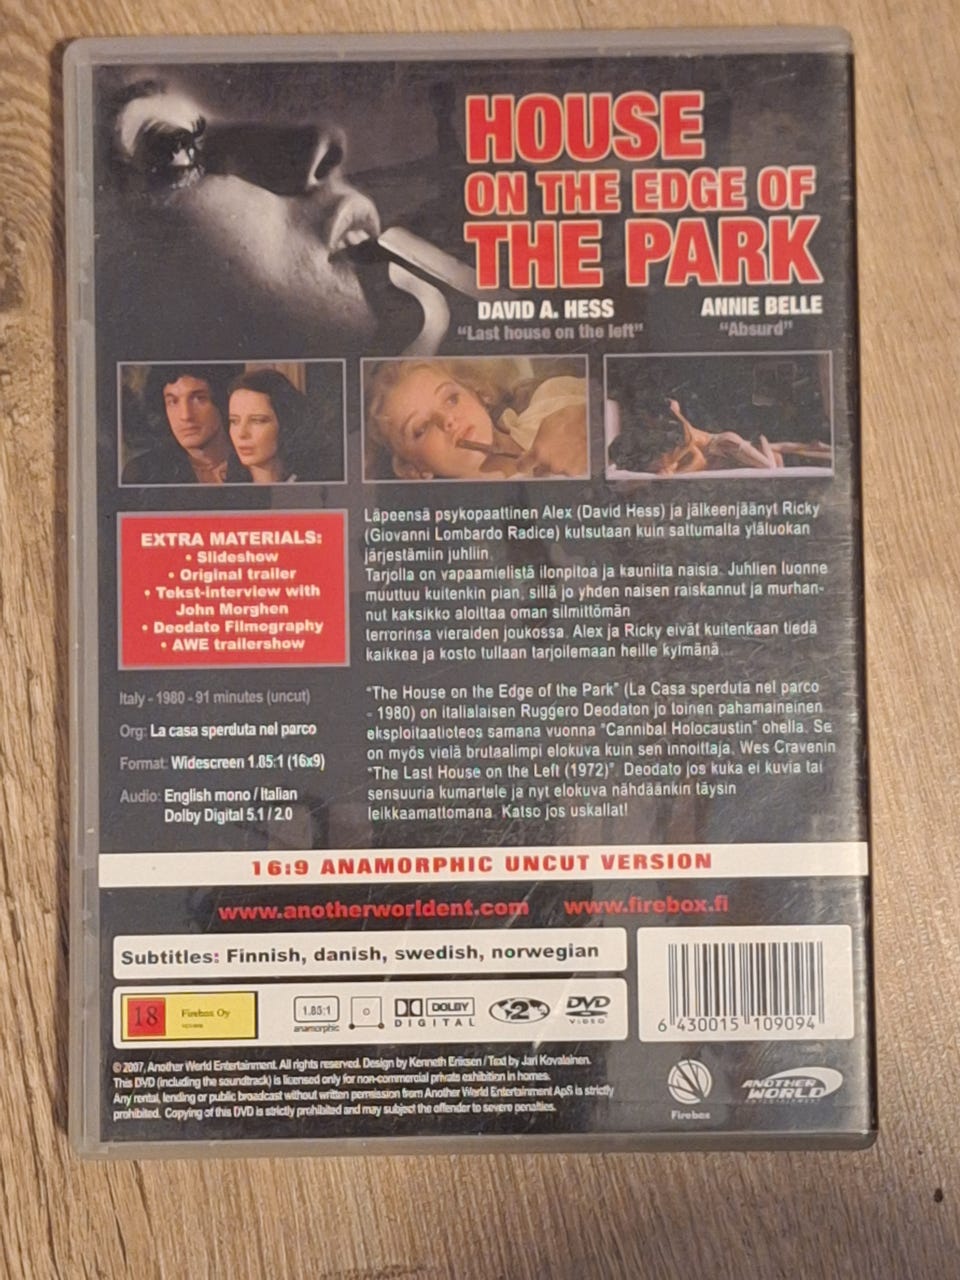 HOUSE
ON THE EDGE OF
THE PARK
DAVID A. HESS
"Last house on the left"
ANNIE BELLE
"Absurd"
EXTRA MATERIALS:
• Slideshow
• Original trailer
• Tekst-interview with
John Morghen
• Deodato Filmography
• AWE trailershow
Läpeensä psykopaattinen Alex (David Hess) ja jälkeenjäänyt Ricky
(Giovanni Lombardo Radice) kutsutaan kuin sattumalta yläluokan
järjestämiin juhliin.
Tarjolla on vapaamielistä ilonpitoa ja kauniita naisia. Juhlien luonne
muuttuu kuitenkin pian, sillä jo yhden naisen raiskannut ja murhan-
nut kaksikko aloittaa oman silmittömän
terrorinsa vieraiden joukossa. Alex ja Ricky eivät kuitenkaan tiedä
kaikkea ja kosto tullaan tarjoilemaan heille kylmänä...
Italy - 1980 - 91 minutes (uncut)
Org: La casa sperduta nel parco
Format: Widescreen 1.85:1 (16x9)
Audio: English mono / Italian
Dolby Digital 5.1 / 2.0
"The House on the Edge of the Park" (La Casa sperduta nel parco
- 1980) on italialaisen Ruggero Deodaton jo toinen pahamaineinen
eksploitaatioteos samana vuonna "Cannibal Holocaustin" ohella. Se
on myös vielä brutaalimpi elokuva kuin sen innoittaja, Wes Cravenin
"The Last House on the Left (1972)". Deodato jos kuka ei kuvia tai
sensuuria kumartele ja nyt elokuva nähdäänkin täysin
leikkaamattomana. Katso jos uskallat!
16:9 ANAMORPHIC UNCUT VERSION
www.anotherworldent.com www.firebox.fi
Subtitles: Finnish, danish, swedish, norwegian
18 Firebox Oy
1.85:1
anamorphic
DOLBY
DIGITAL
2
DVD
VIDEO
6 430015 109094
© 2007, Another World Entertainment. All rights reserved. Design by Kenneth Eriksen / Text by Jari Kovalainen.
This DVD (including the soundtrack) is licensed only for non-commercial private exhibition in homes.
Any rental, lending or public broadcast without written permission from Another World Entertainment ApS is strictly
prohibited. Copying of this DVD is strictly prohibited and may subject the offender to severe penalties.
Firebox
ANOTHER
WORLD
ENTERTAINMENT